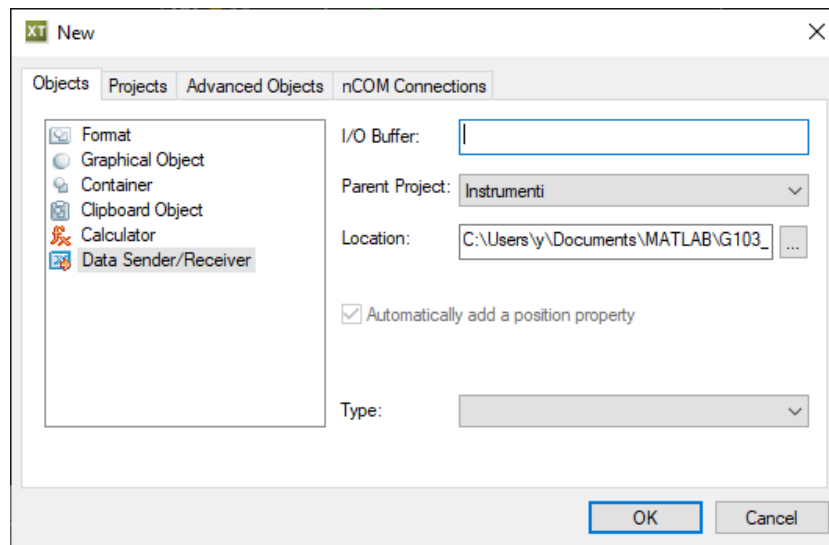 XT New
Objects Projects Advanced Objects nCOM Connections
Format
Graphical Object
Container
Clipboard Object
Calculator
Data Sender/Receiver
I/O Buffer:
Parent Project: Instrumenti
Location: C:\Users\y\Documents\MATLAB\G103_ ...
Automatically add a position property
Type:
OK Cancel